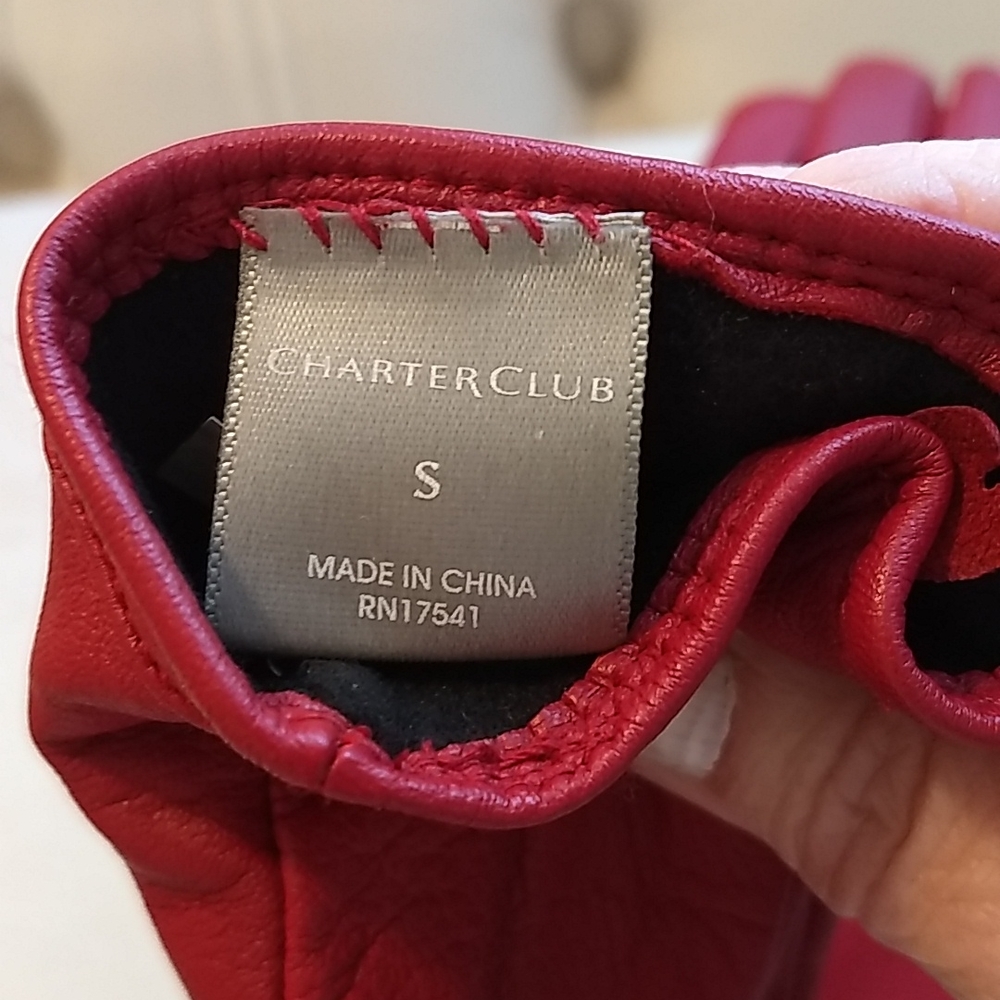 CHARTERCLUB
S
MADE IN CHINA
RN17541